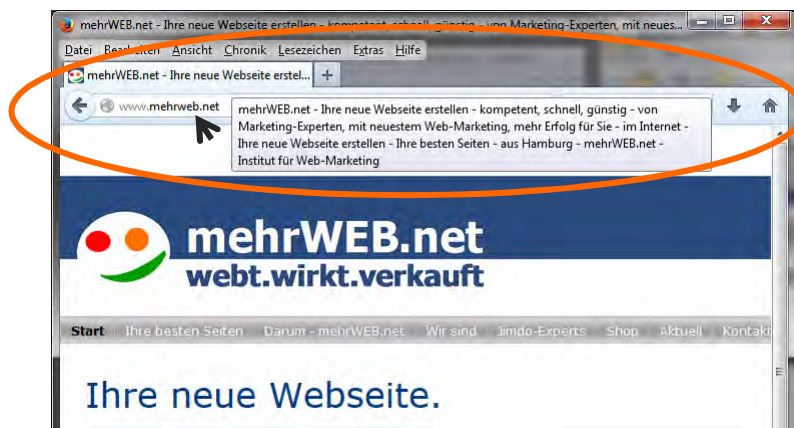 mehrWEB.net - Ihre neue Webseite erstellen - kompetent, schnell, günstig - von Marketing-Experten, mit neues...
Datei Bearbeiten Ansicht Chronik Lesezeichen Extras Hilfe
mehrWEB.net - Ihre neue Webseite erstel...
www.mehrweb.net
mehrWEB.net - Ihre neue Webseite erstellen - kompetent, schnell, günstig - von
Marketing-Experten, mit neuestem Web-Marketing, mehr Erfolg für Sie - im Internet -
Ihre neue Webseite erstellen - Ihre besten Seiten - aus Hamburg - mehrWEB.net -
Institut für Web-Marketing
mehrWEB.net
webt.wirkt.verkauft
Start Ihre besten Seiten Darum - mehrWEB.net Wir sind Jimdo-Experts Shop Aktuell Kontakt
Ihre neue Webseite.